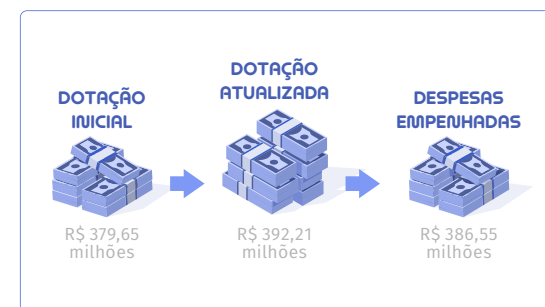 DOTAÇÃO
INICIAL
R$ 379,65
milhões
DOTAÇÃO
ATUALIZADA
R$ 392,21
milhões
DESPESAS
EMPENHADAS
R$ 386,55
milhões